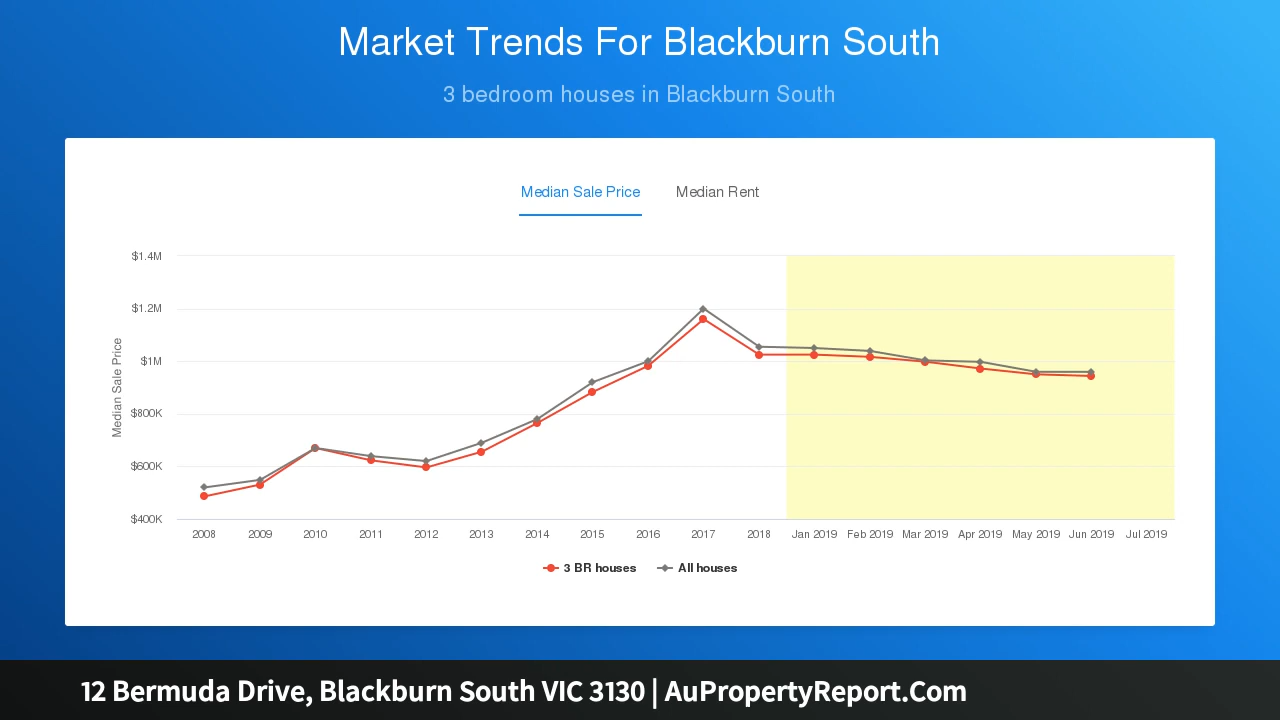 Market Trends For Blackburn South
3 bedroom houses in Blackburn South
Median Sale Price Median Rent
Median Sale Price
$1.4M
$1.2M
$1M
$800K
$600K
$400K
2008 2009 2010 2011 2012 2013 2014 2015 2016 2017 2018 Jan 2019 Feb 2019 Mar 2019 Apr 2019 May 2019 Jun 2019 Jul 2019
3 BR houses All houses
12 Bermuda Drive, Blackburn South VIC 3130 | AuPropertyReport.Com